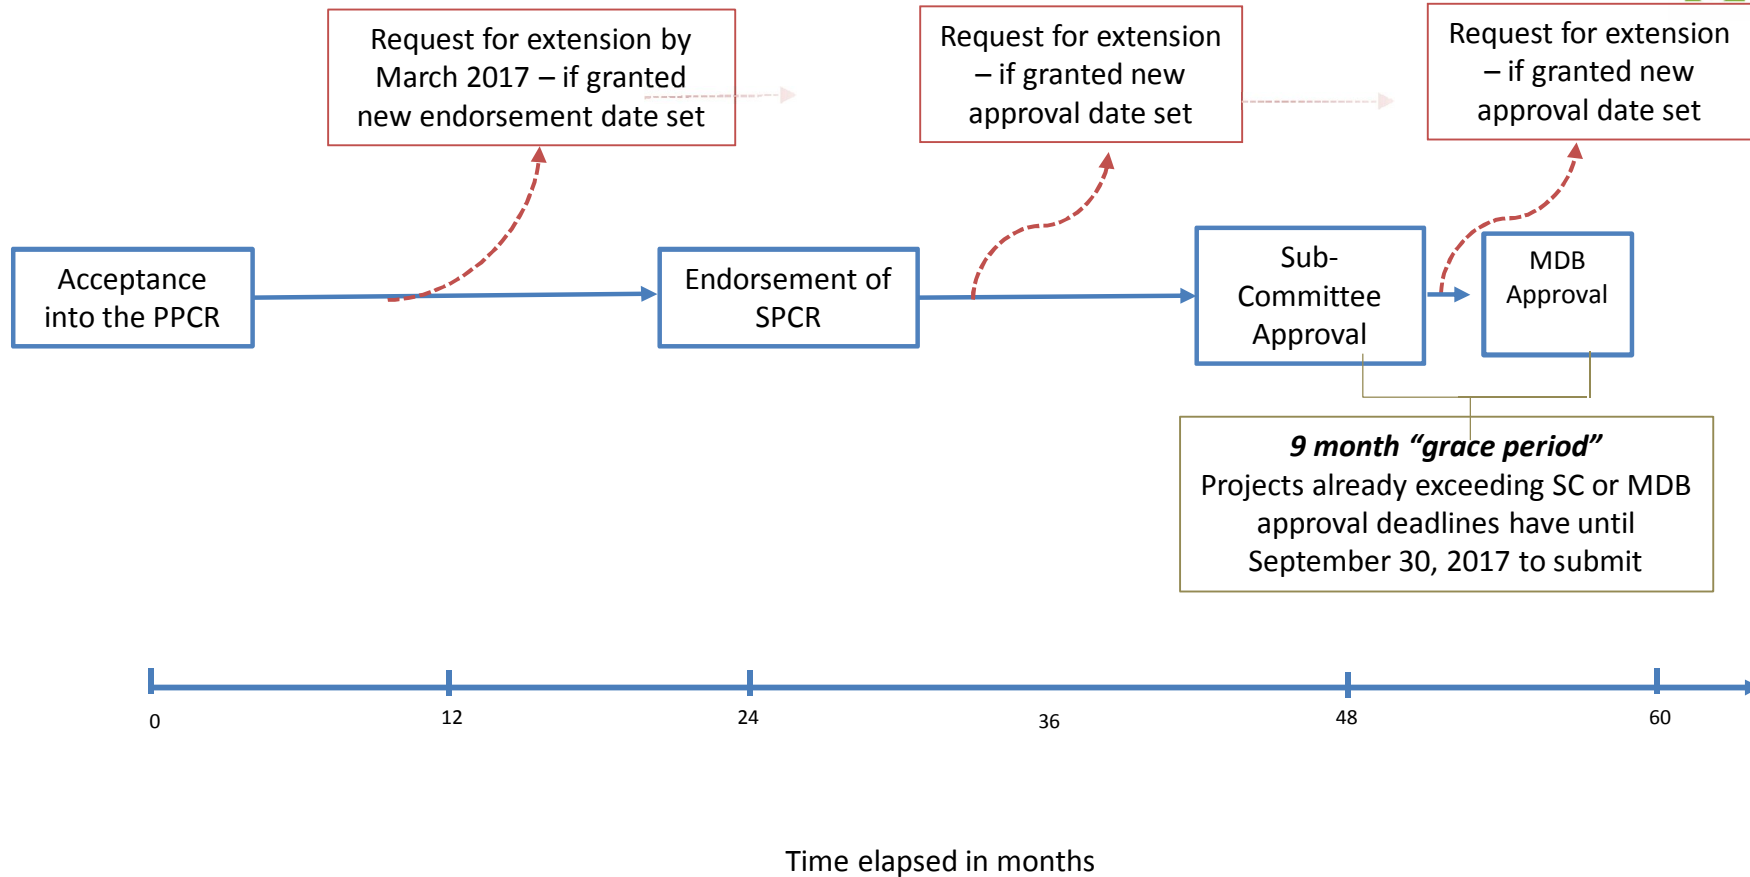 Request for extension by
March 2017 – if granted
new endorsement date set
Request for extension
– if granted new
approval date set
Request for extension
– if granted new
approval date set
Acceptance
into the PPCR
Endorsement of
SPCR
Sub-
Committee
Approval
MDB
Approval
9 month “grace period”
Projects already exceeding SC or MDB
approval deadlines have until
September 30, 2017 to submit
0
12
24
36
48
60
Time elapsed in months